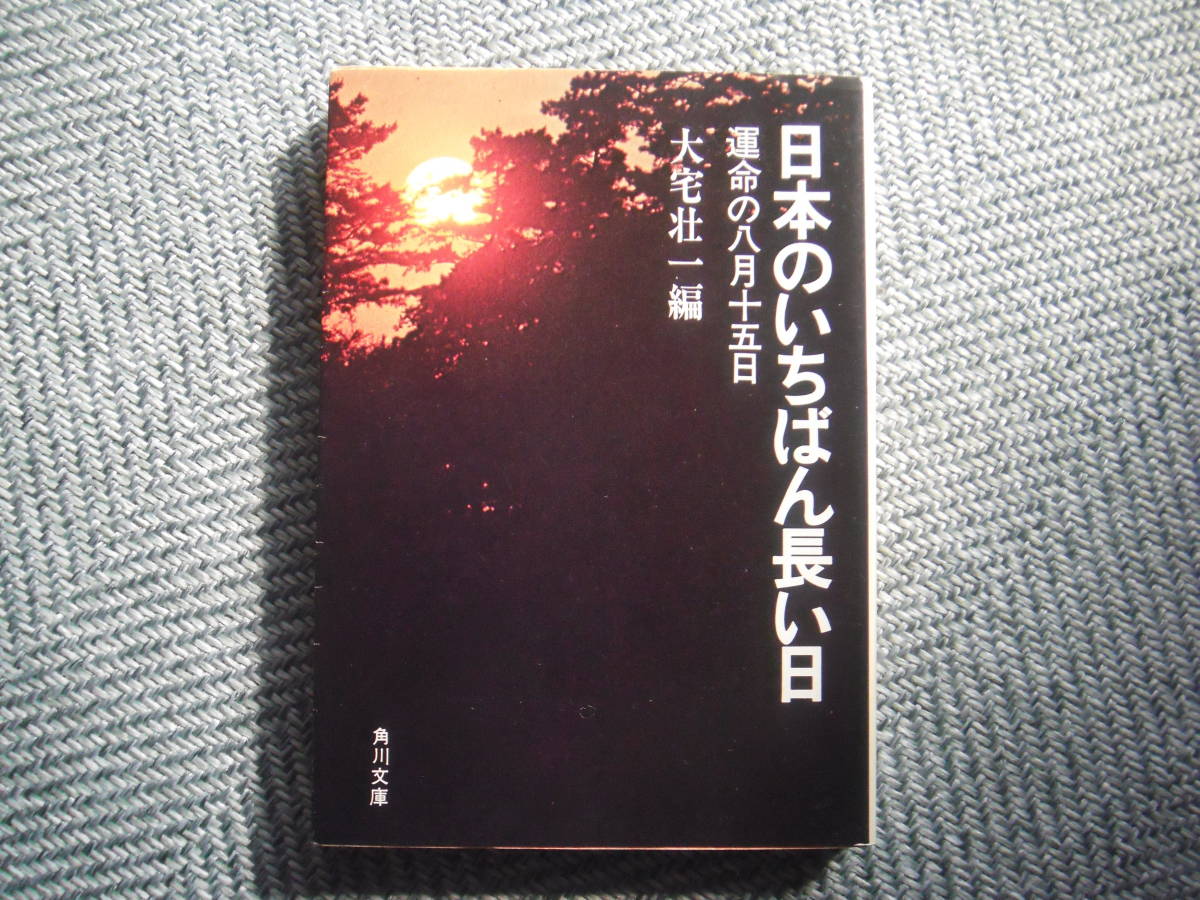 日本のいちばん長い日
運命の八月十五日
大宅壮一編
角川文庫